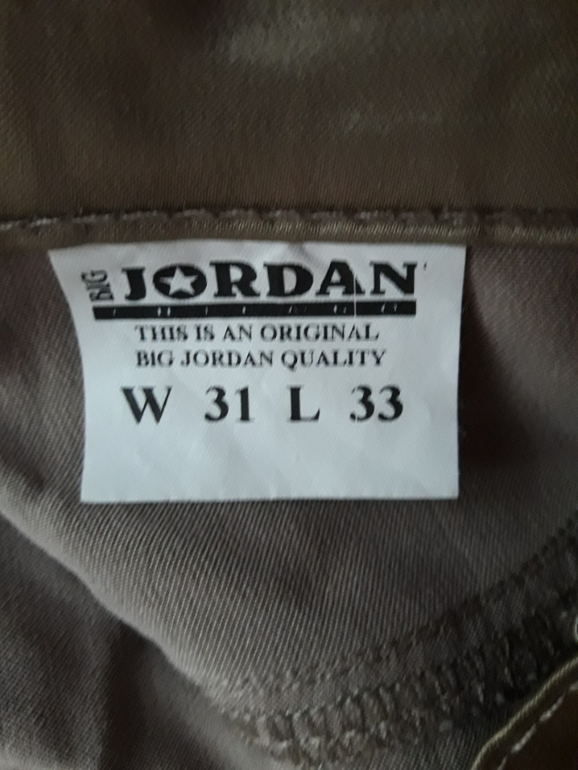 BIG JORDAN
THIS IS AN ORIGINAL
BIG JORDAN QUALITY
W 31 L 33